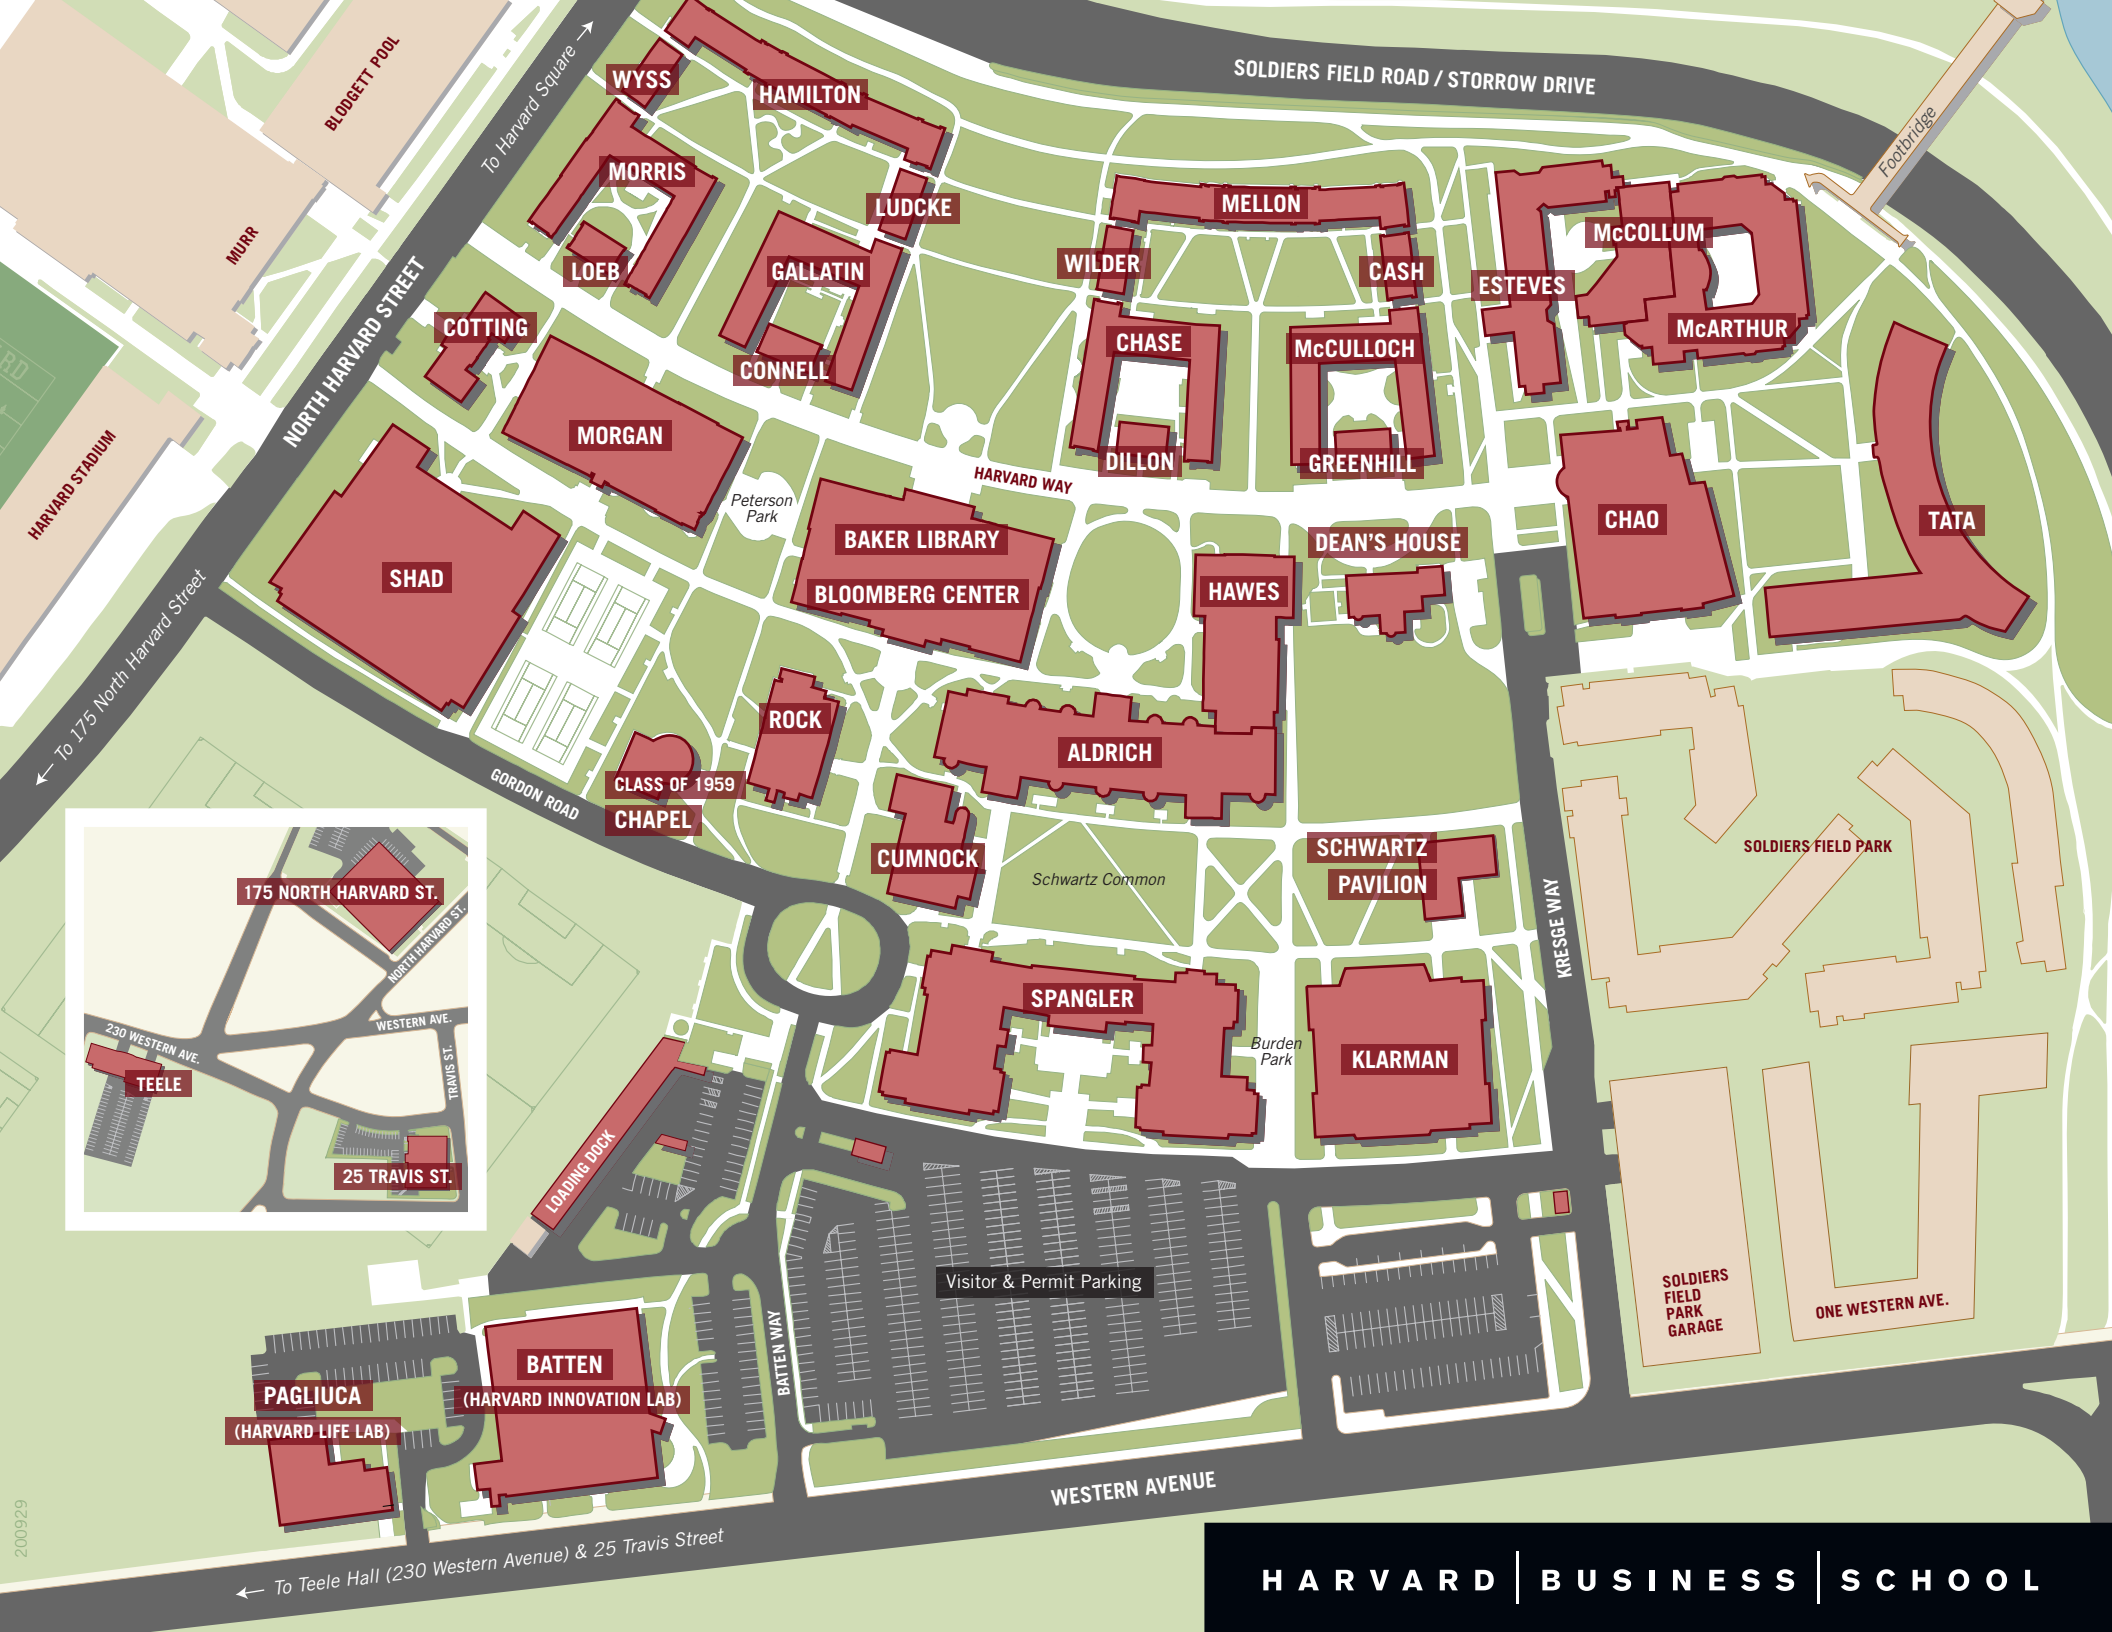 BLODGETT POOL
To Harvard Square →
WYSS
HAMILTON
SOLDIERS FIELD ROAD / STORROW DRIVE
Footbridge
MORRIS
LUDCKE
MELLON
McCOLLUM
MURR
LOEB
GALLATIN
WILDER
CASH
ESTEVES
COTTING
CONNELL
CHASE
McCULLOCH
McARTHUR
NORTH HARVARD STREET
MORGAN
DILLON
GREENHILL
HARVARD WAY
HARVARD STADIUM
Peterson
Park
BAKER LIBRARY
BLOOMBERG CENTER
DEAN'S HOUSE
CHAO
TATA
SHAD
HAWES
← To 175 North Harvard Street
ROCK
ALDRICH
GORDON ROAD
CLASS OF 1959
CHAPEL
CUMNOCK
Schwartz Common
SCHWARTZ
PAVILION
SOLDIERS FIELD PARK
KRESGE WAY
175 NORTH HARVARD ST.
NORTH HARVARD ST.
WESTERN AVE.
230 WESTERN AVE.
TEELE
TRAVIS ST.
25 TRAVIS ST.
SPANGLER
Burden
Park
KLARMAN
LOADING DOCK
Visitor & Permit Parking
SOLDIERS
FIELD
PARK
GARAGE
ONE WESTERN AVE.
BATTEN WAY
BATTEN
(HARVARD INNOVATION LAB)
PAGLIUCA
(HARVARD LIFE LAB)
WESTERN AVENUE
← To Teele Hall (230 Western Avenue) & 25 Travis Street
200929
HARVARD | BUSINESS | SCHOOL